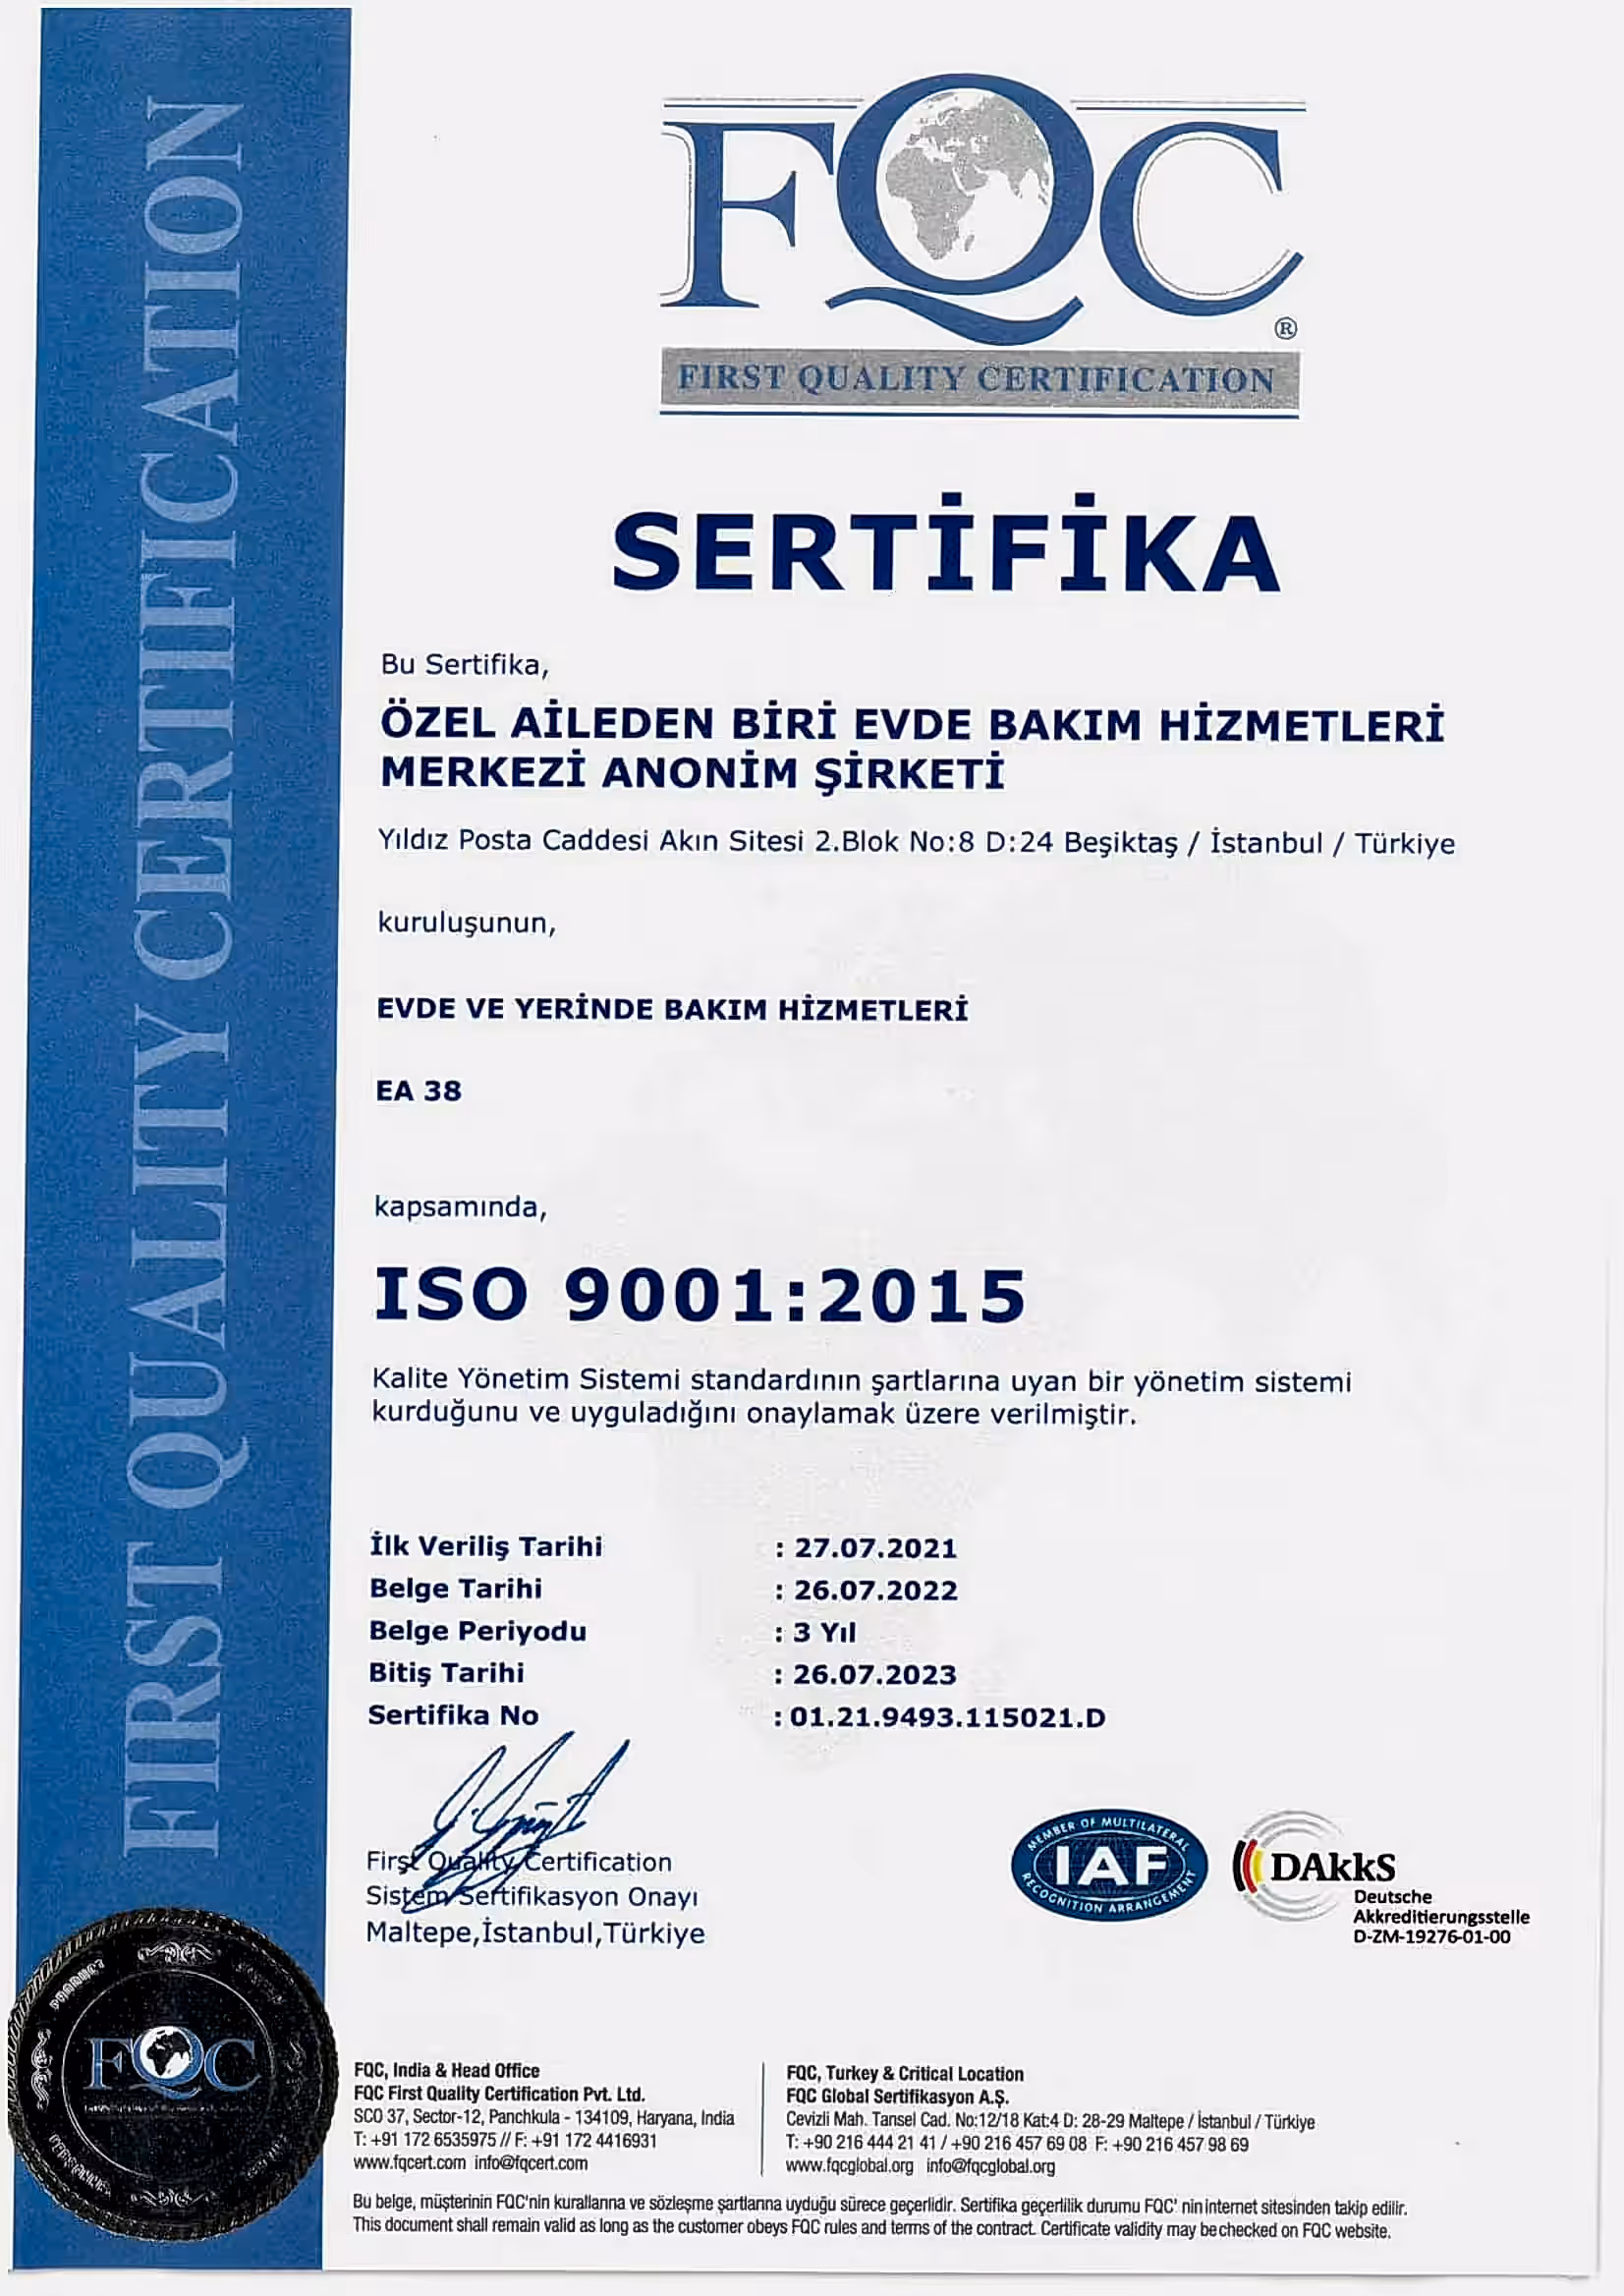 FQC
®
FIRST QUALITY CERTIFICATION
FIRST QUALITY CERTIFICATION
SERTİFİKA
Bu Sertifika,
ÖZEL AİLEDEN BİRİ EVDE BAKIM HİZMETLERİ
MERKEZİ ANONİM ŞİRKETİ
Yıldız Posta Caddesi Akın Sitesi 2.Blok No:8 D:24 Beşiktaş / İstanbul / Türkiye
kuruluşunun,
EVDE VE YERİNDE BAKIM HİZMETLERİ
EA 38
kapsamında,
ISO 9001:2015
Kalite Yönetim Sistemi standardının şartlarına uyan bir yönetim sistemi
kurduğunu ve uyguladığını onaylamak üzere verilmiştir.
İlk Veriliş Tarihi : 27.07.2021
Belge Tarihi : 26.07.2022
Belge Periyodu : 3 Yıl
Bitiş Tarihi : 26.07.2023
Sertifika No : 01.21.9493.115021.D
First Quality Certification
Sistem Sertifikasyon Onayı
Maltepe,İstanbul,Türkiye
MEMBER OF MULTILATERAL
IAF
RECOGNITION ARRANGEMENT
DAkkS
Deutsche
Akkreditierungsstelle
D-ZM-19276-01-00
PRODUCT
FQC
FQC, India & Head Office
FQC First Quality Certification Pvt. Ltd.
SCO 37, Sector-12, Panchkula - 134109, Haryana, India
T: +91 172 6535975 // F: +91 172 4416931
www.fqcert.com info@fqcert.com
FQC, Turkey & Critical Location
FQC Global Sertifikasyon A.Ş.
Cevizli Mah. Tansel Cad. No:12/18 Kat:4 D: 28-29 Maltepe / İstanbul / Türkiye
T: +90 216 444 21 41 / +90 216 457 69 08 F: +90 216 457 98 69
www.fqcglobal.org info@fqcglobal.org
Bu belge, müşterinin FQC'nin kurallarına ve sözleşme şartlarına uyduğu sürece geçerlidir. Sertifika geçerlilik durumu FQC' nin internet sitesinden takip edilir.
This document shall remain valid as long as the customer obeys FQC rules and terms of the contract. Certificate validity may be checked on FQC website.